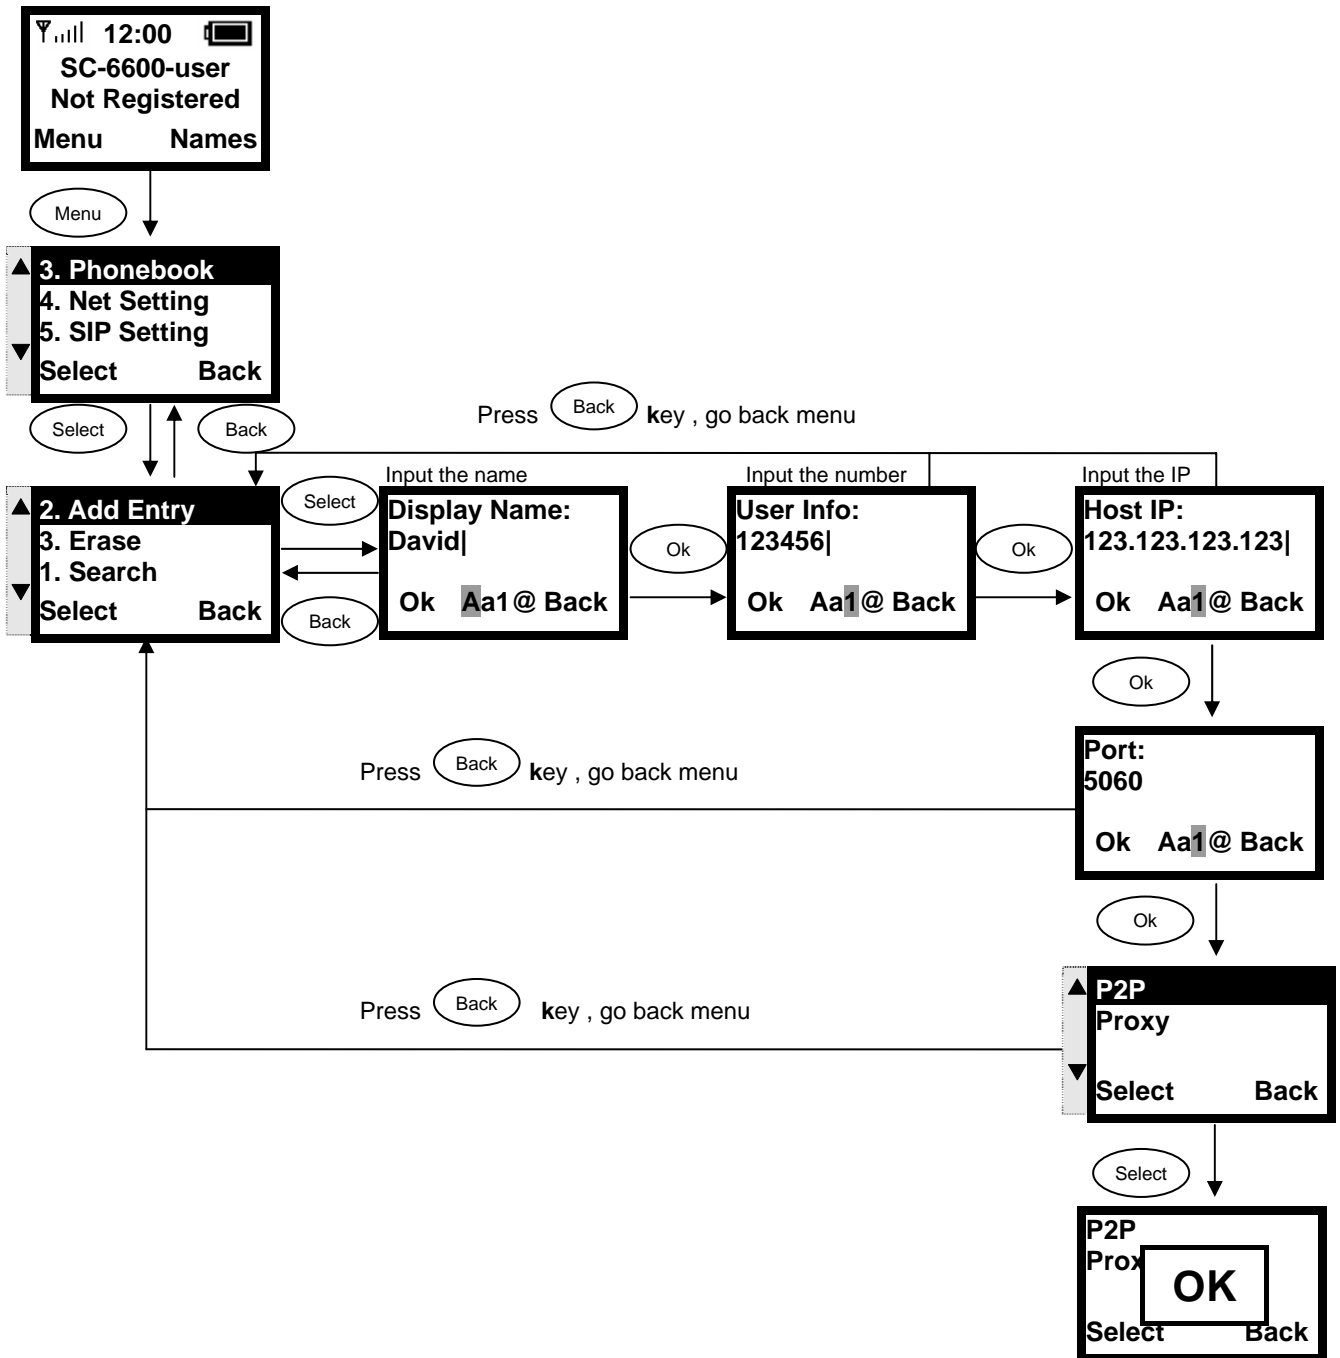 12:00
SC-6600-user
Not Registered
Menu Names
Menu
3. Phonebook
4. Net Setting
5. SIP Setting
Select Back
Select
Back
Press Back key , go back menu
2. Add Entry
3. Erase
1. Search
Select Back
Select
Back
Input the name
Display Name:
David|
Ok Aa1@ Back
Ok
Input the number
User Info:
123456|
Ok Aa1@ Back
Ok
Input the IP
Host IP:
123.123.123.123|
Ok Aa1@ Back
Ok
Port:
5060
Ok Aa1@ Back
Press Back key , go back menu
Ok
P2P
Proxy
Select Back
Press Back key , go back menu
Select
P2P
Prox
OK
Select Back